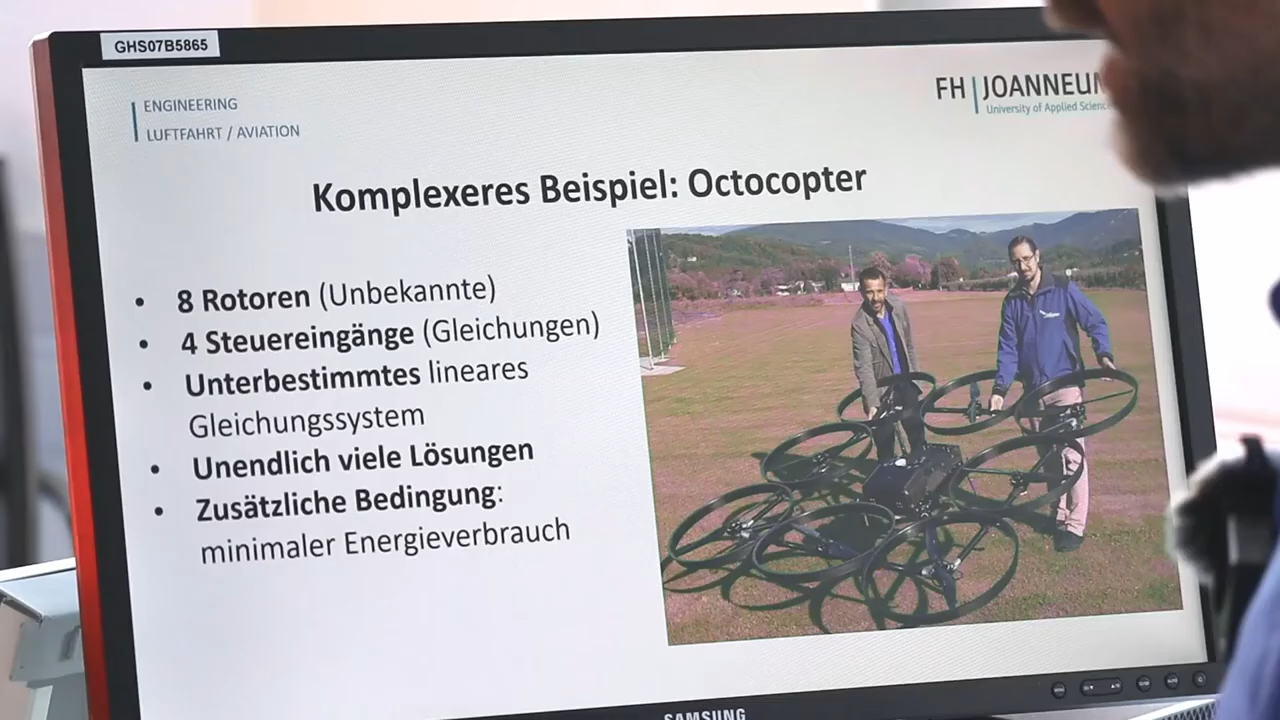 GHS07B5865
ENGINEERING
LUFTFAHRT / AVIATION
FH JOANNEUM
University of Applied Scienc
Komplexeres Beispiel: Octocopter
• 8 Rotoren (Unbekannte)
• 4 Steuereingänge (Gleichungen)
• Unterbestimmtes lineares
Gleichungssystem
• Unendlich viele Lösungen
• Zusätzliche Bedingung:
minimaler Energieverbrauch
SAMSUNG